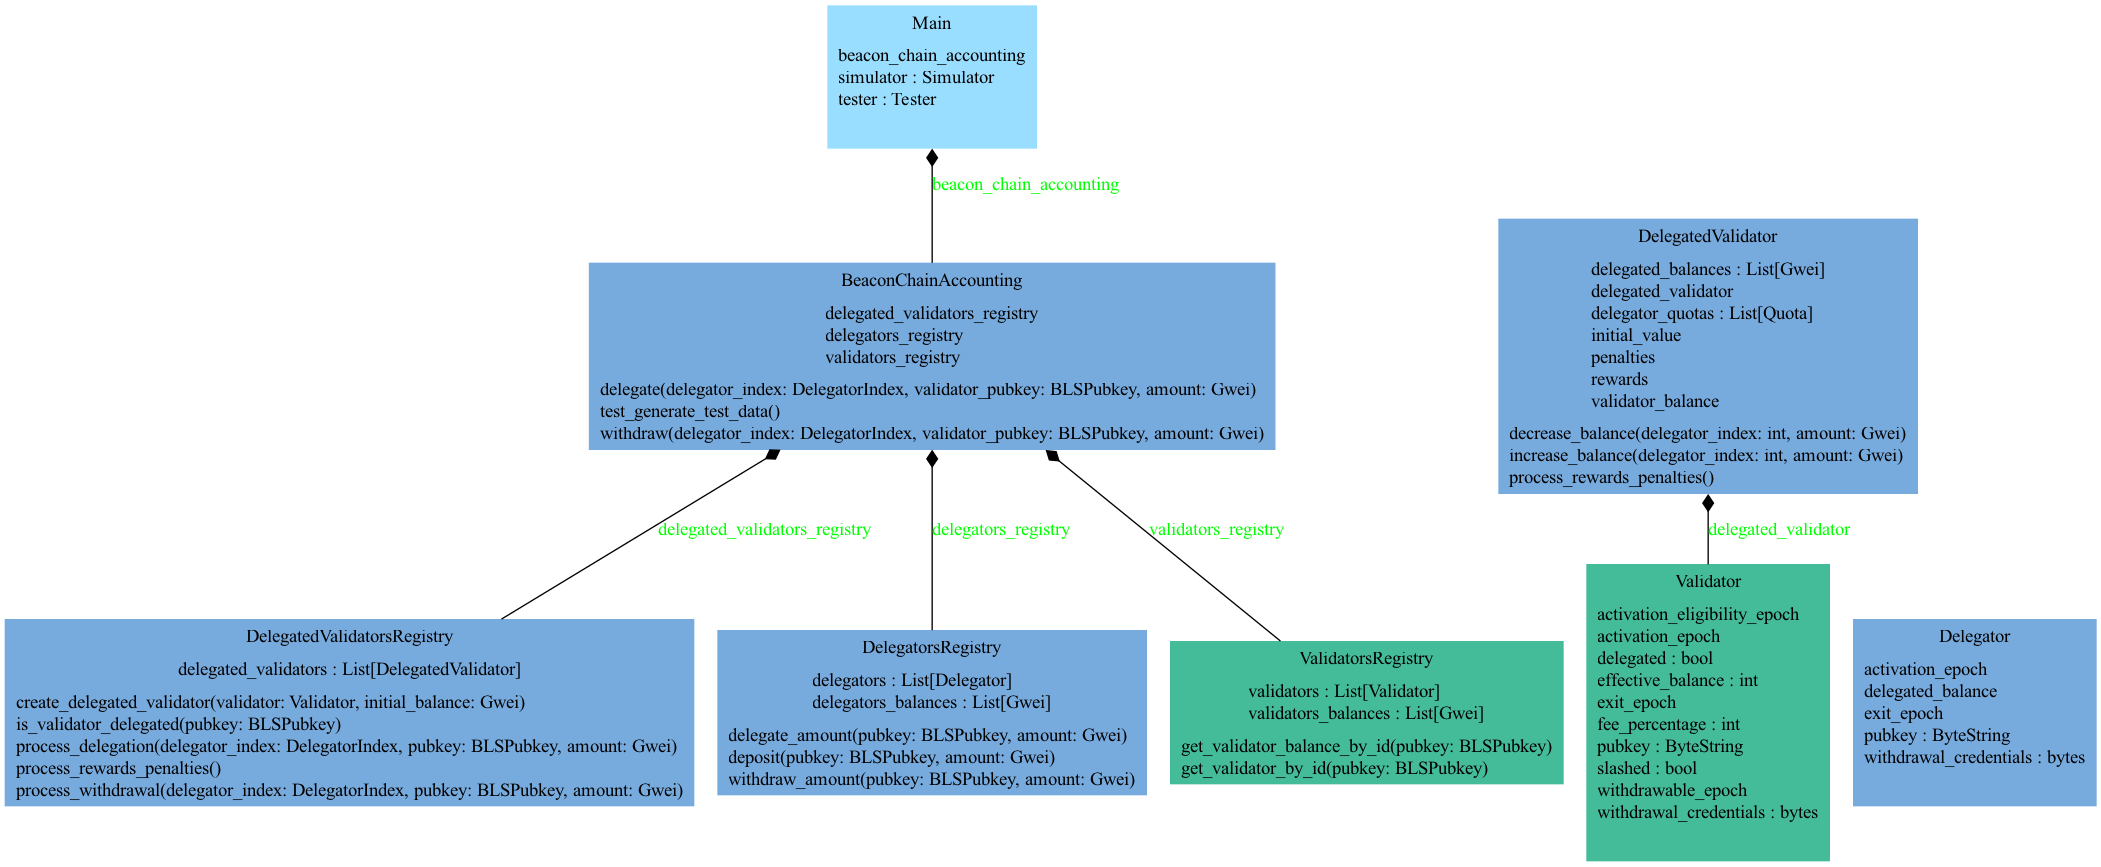 Main
beacon_chain_accounting
simulator : Simulator
tester : Tester
beacon_chain_accounting
BeaconChainAccounting
delegated_validators_registry
delegators_registry
validators_registry
delegate(delegator_index: DelegatorIndex, validator_pubkey: BLSPubkey, amount: Gwei)
test_generate_test_data()
withdraw(delegator_index: DelegatorIndex, validator_pubkey: BLSPubkey, amount: Gwei)
DelegatedValidator
delegated_balances : List[Gwei]
delegated_validator
delegator_quotas : List[Quota]
initial_value
penalties
rewards
validator_balance
decrease_balance(delegator_index: int, amount: Gwei)
increase_balance(delegator_index: int, amount: Gwei)
process_rewards_penalties()
delegated_validators_registry
delegators_registry
validators_registry
delegated_validator
DelegatedValidatorsRegistry
delegated_validators : List[DelegatedValidator]
create_delegated_validator(validator: Validator, initial_balance: Gwei)
is_validator_delegated(pubkey: BLSPubkey)
process_delegation(delegator_index: DelegatorIndex, pubkey: BLSPubkey, amount: Gwei)
process_rewards_penalties()
process_withdrawal(delegator_index: DelegatorIndex, pubkey: BLSPubkey, amount: Gwei)
DelegatorsRegistry
delegators : List[Delegator]
delegators_balances : List[Gwei]
delegate_amount(pubkey: BLSPubkey, amount: Gwei)
deposit(pubkey: BLSPubkey, amount: Gwei)
withdraw_amount(pubkey: BLSPubkey, amount: Gwei)
ValidatorsRegistry
validators : List[Validator]
validators_balances : List[Gwei]
get_validator_balance_by_id(pubkey: BLSPubkey)
get_validator_by_id(pubkey: BLSPubkey)
Validator
activation_eligibility_epoch
activation_epoch
delegated : bool
effective_balance : int
exit_epoch
fee_percentage : int
pubkey : ByteString
slashed : bool
withdrawable_epoch
withdrawal_credentials : bytes
Delegator
activation_epoch
delegated_balance
exit_epoch
pubkey : ByteString
withdrawal_credentials : bytes